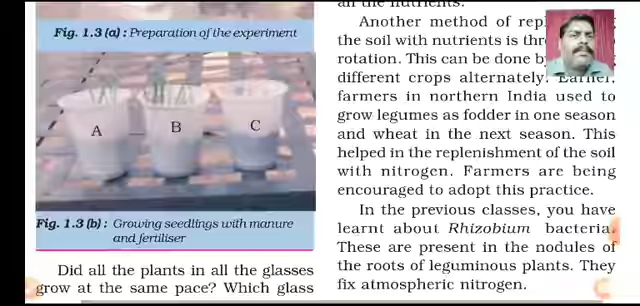 Fig. 1.3 (a) : Preparation of the experiment
A
B
C
Fig. 1.3 (b) : Growing seedlings with manure
and fertiliser
Did all the plants in all the glasses
grow at the same pace? Which glass
all the nutrients.
Another method of
the soil with nutrients is
rotation. This can be done
different crops alternately. Earlier,
farmers in northern India used to
grow legumes as fodder in one season
and wheat in the next season. This
helped in the replenishment of the soil
with nitrogen. Farmers are being
encouraged to adopt this practice.
In the previous classes, you have
learnt about Rhizobium bacteria.
These are present in the nodules of
the roots of leguminous plants. They
fix atmospheric nitrogen.